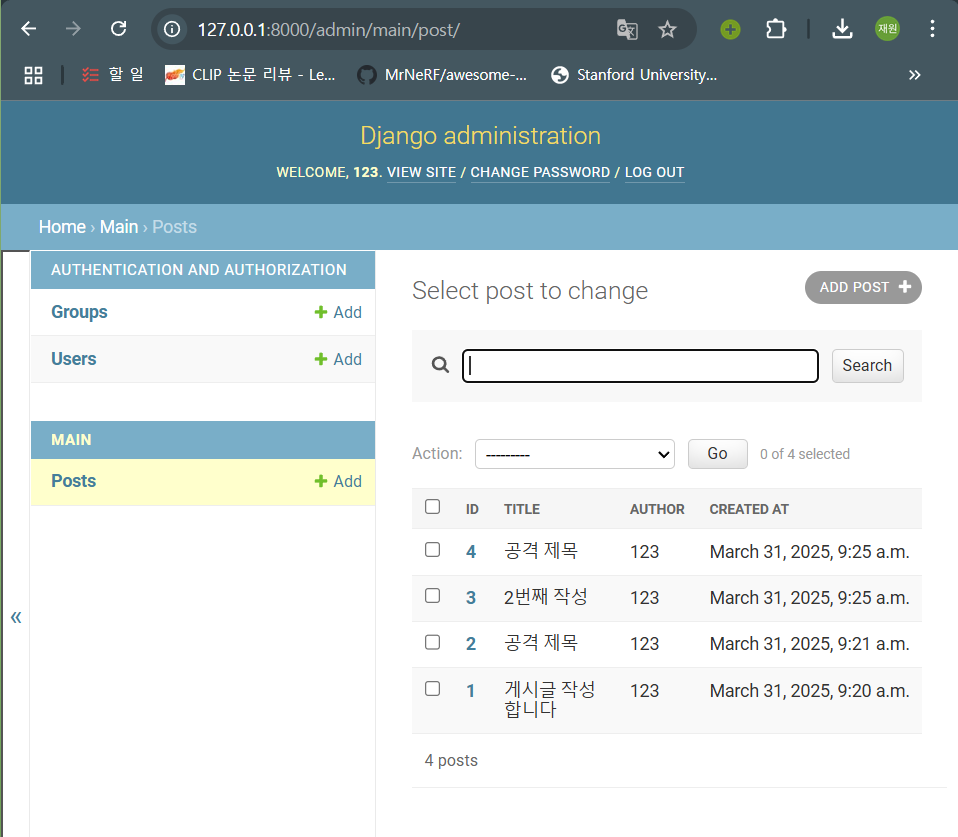 127.0.0.1:8000/admin/main/post/
재원
할 일 CLIP 논문 리뷰 - Le... MrNeRF/awesome-... Stanford University... »
Django administration
WELCOME, 123. VIEW SITE / CHANGE PASSWORD / LOG OUT
Home › Main › Posts
AUTHENTICATION AND AUTHORIZATION
Groups + Add
Users + Add
MAIN
Posts + Add
«
Select post to change
ADD POST +
Search
Action: --------- Go 0 of 4 selected
ID TITLE AUTHOR CREATED AT
4 공격 제목 123 March 31, 2025, 9:25 a.m.
3 2번째 작성 123 March 31, 2025, 9:25 a.m.
2 공격 제목 123 March 31, 2025, 9:21 a.m.
1 게시글 작성 123 March 31, 2025, 9:20 a.m.
합니다
4 posts